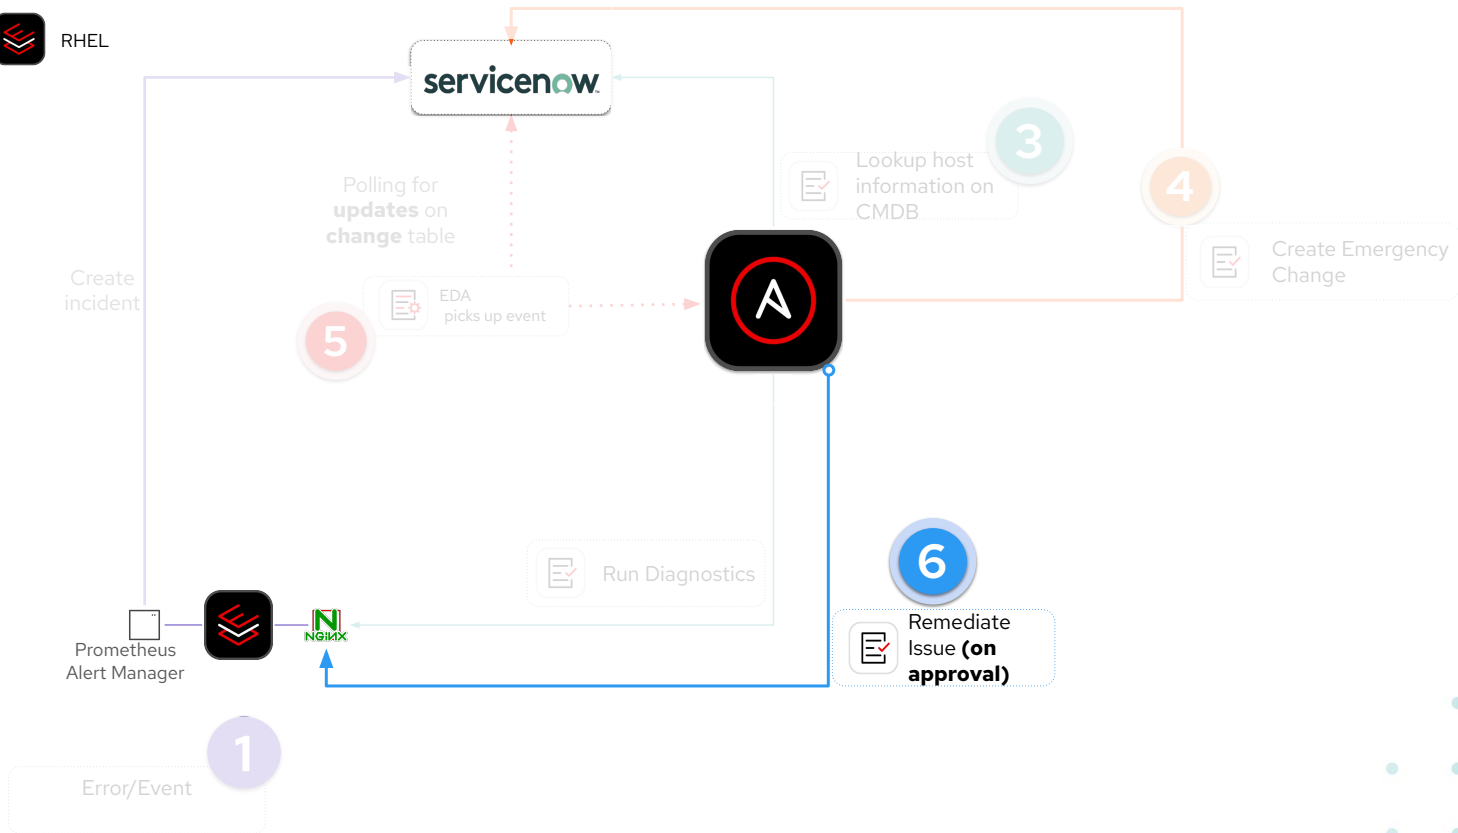 RHEL
servicenow
3
Lookup host
information on
CMDB
4
Polling for
updates on
change table
Create Emergency
Change
Create
incident
EDA
picks up event
5
Run Diagnostics
6
Remediate
Issue (on
approval)
NGINX
Prometheus
Alert Manager
1
Error/Event